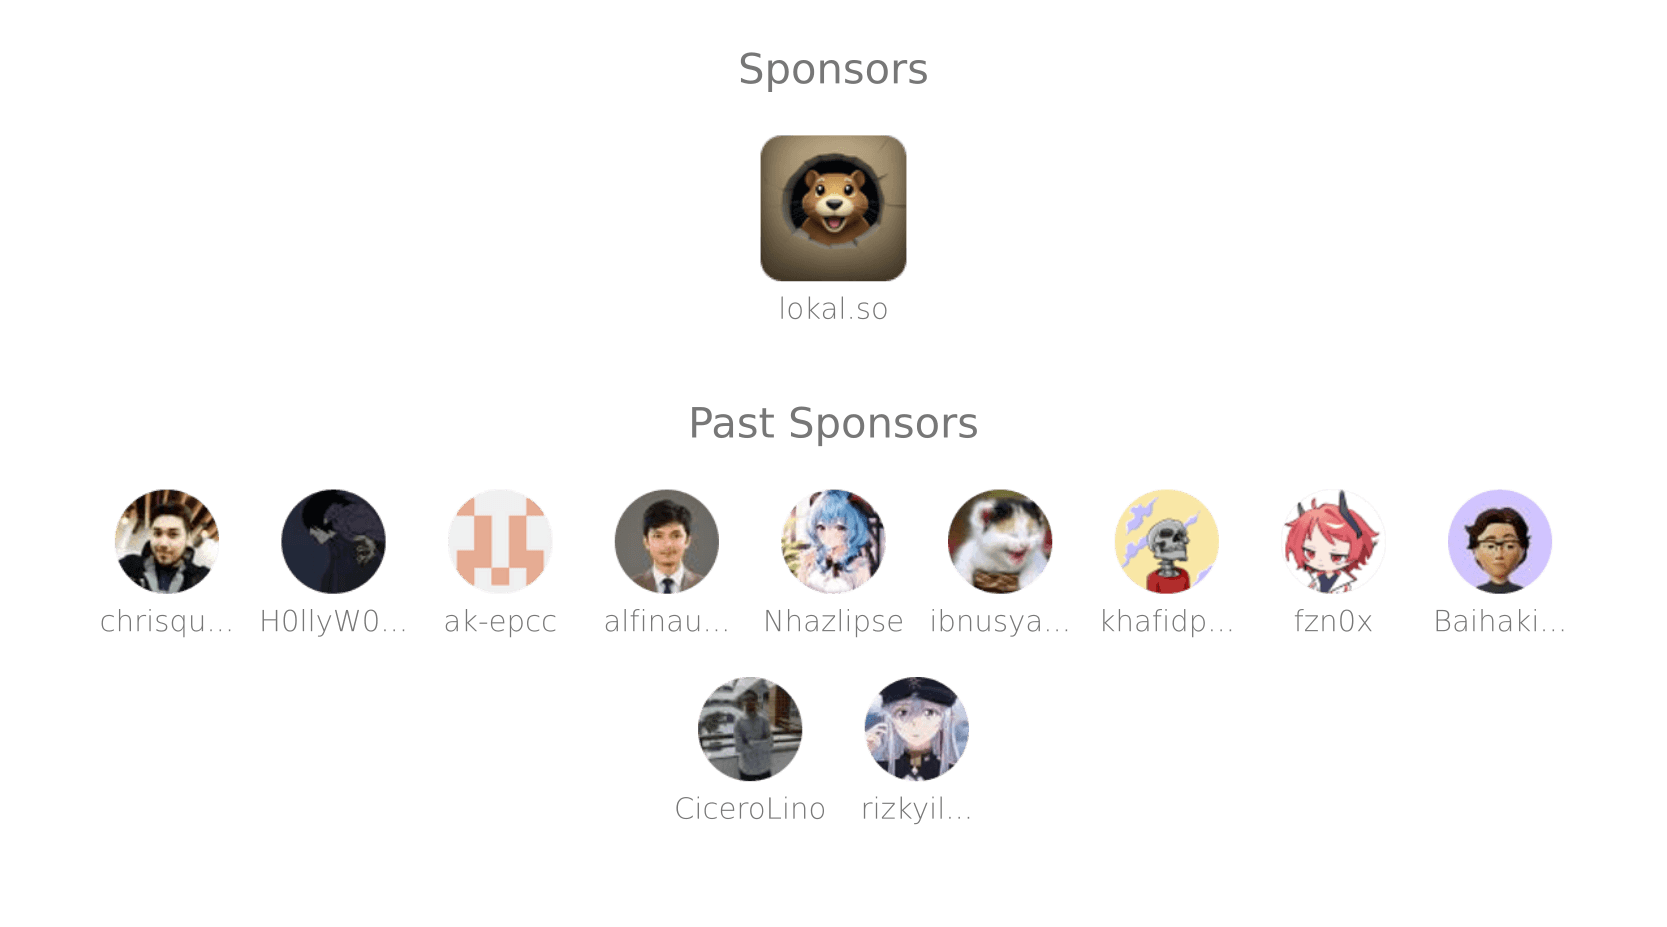 Sponsors
lokal.so
Past Sponsors
chrisqu... H0llyW0... ak-epcc alfinau... Nhazlipse ibnusya... khafidp... fzn0x Baihaki...
CiceroLino rizkyil...